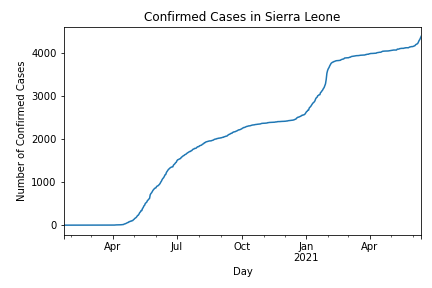 Confirmed Cases in Sierra Leone
Number of Confirmed Cases
4000
3000
2000
1000
0
Apr Jul Oct Jan Apr
2021
Day